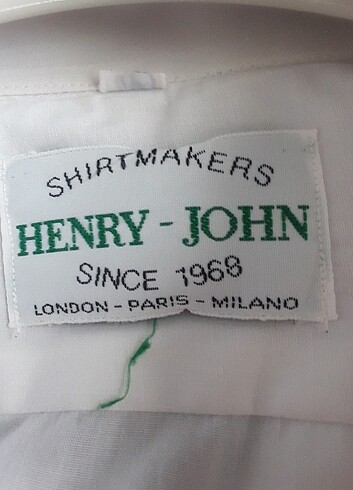 SHIRTMAKERS
HENRY - JOHN
SINCE 1968
LONDON - PARIS - MILANO